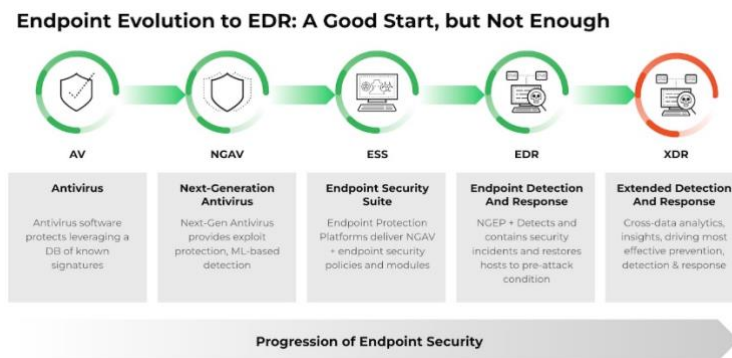 Endpoint Evolution to EDR: A Good Start, but Not Enough
AV
NGAV
ESS
EDR
XDR
Antivirus
Antivirus software
protects leveraging a
DB of known
signatures
Next-Generation
Antivirus
Next-Gen Antivirus
provides exploit
protection, ML-based
detection
Endpoint Security
Suite
Endpoint Protection
Platforms deliver NGAV
+ endpoint security
policies and modules
Endpoint Detection
And Response
NGEP + Detects and
contains security
incidents and restores
hosts to pre-attack
condition
Extended Detection
And Response
Cross-data analytics,
insights, driving most
effective prevention,
detection & response
Progression of Endpoint Security